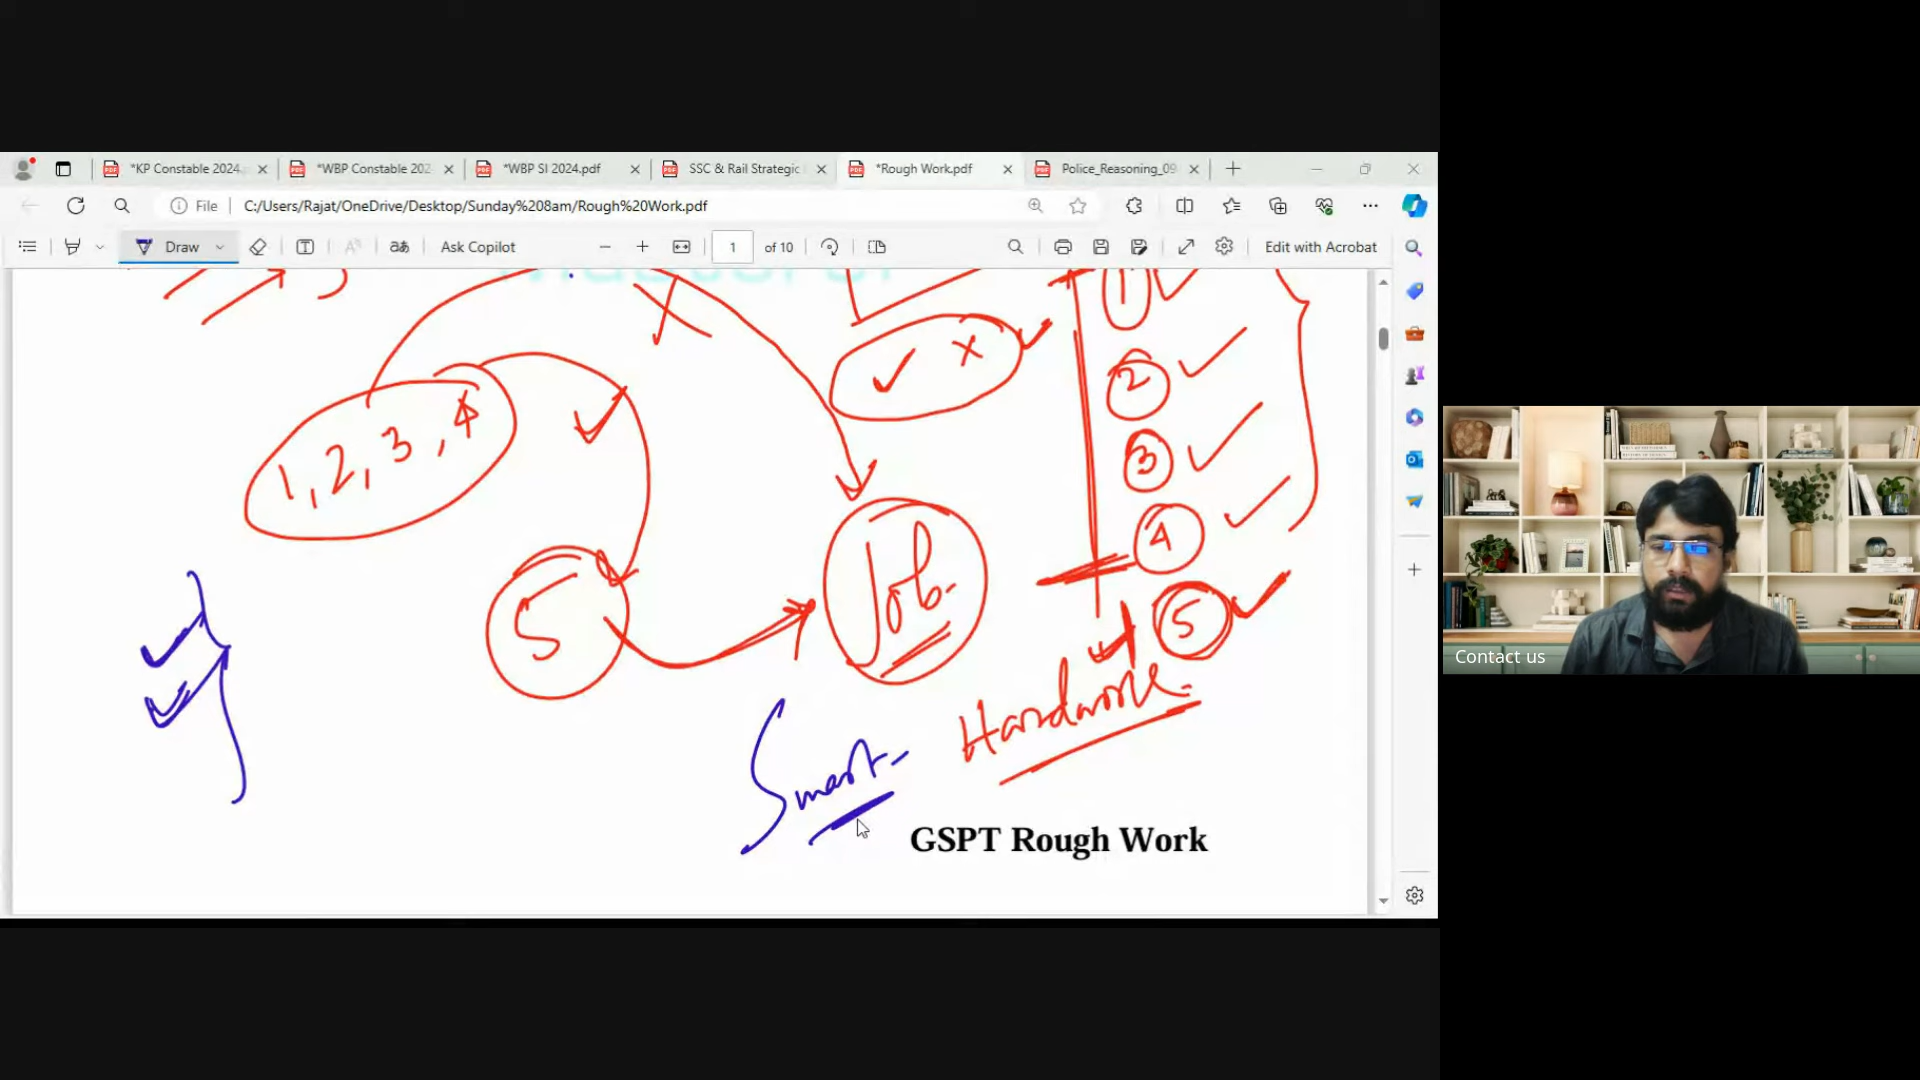 *KP Constable 2024.
*WBP Constable 202
*WBP SI 2024.pdf
SSC & Rail Strategic
*Rough Work.pdf
Police_Reasoning_09
File C:/Users/Rajat/OneDrive/Desktop/Sunday%208am/Rough%20Work.pdf
Draw aあ Ask Copilot 1 of 10 Edit with Acrobat
1
2
1, 2, 3, 4
3
4
5
Job.
5
Hardwork.
Smart-
GSPT Rough Work
Contact us